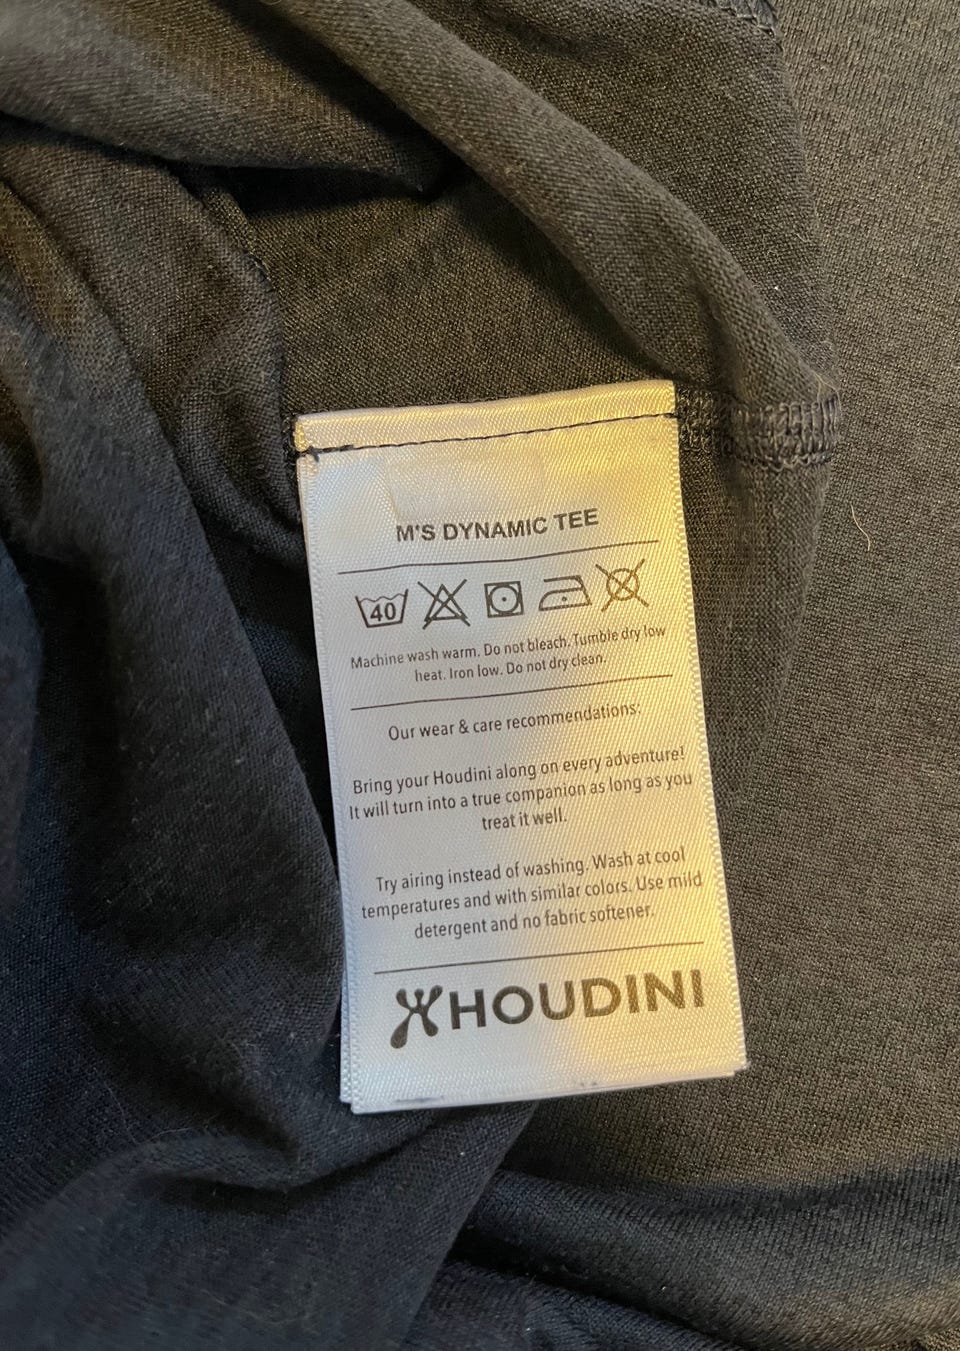 M'S DYNAMIC TEE
40
Machine wash warm. Do not bleach. Tumble dry low
heat. Iron low. Do not dry clean.
Our wear & care recommendations:
Bring your Houdini along on every adventure!
It will turn into a true companion as long as you
treat it well.
Try airing instead of washing. Wash at cool
temperatures and with similar colors. Use mild
detergent and no fabric softener.
HOUDINI